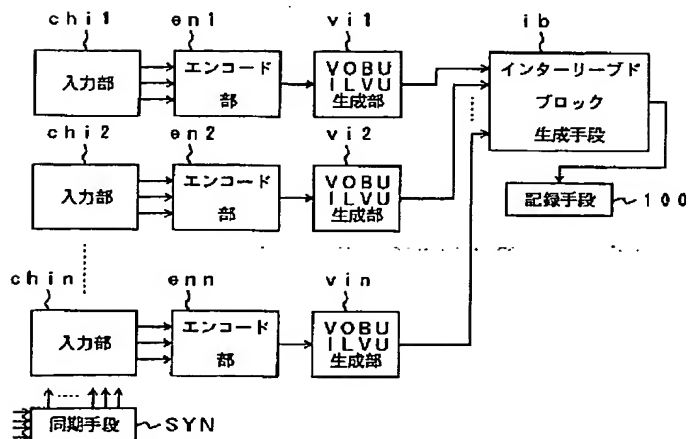 chi1
en1
vi1
ib
入力部
エンコード
部
VOBU
ILVU
生成部
インターリーブド
ブロック
生成手段
chi2
en2
vi2
入力部
エンコード
部
VOBU
ILVU
生成部
記録手段
100
chin
enn
vin
入力部
エンコード
部
VOBU
ILVU
生成部
同期手段
SYN